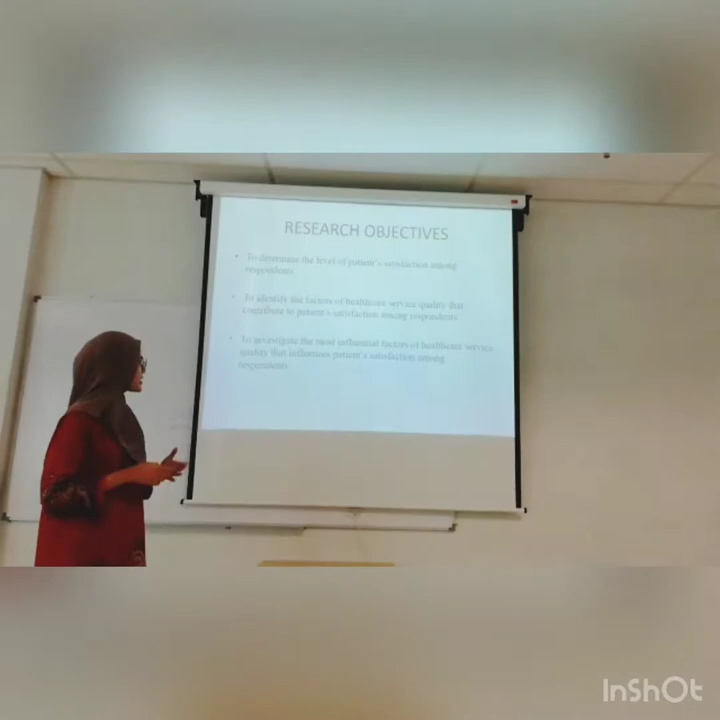 RESEARCH OBJECTIVES
• To determine the level of patient's satisfaction among
respondents
• To identify the factors of healthcare service quality that
contribute to patient's satisfaction among respondents
• To investigate the most influential factors of healthcare service
quality that influences patient's satisfaction among
respondents
InShOt